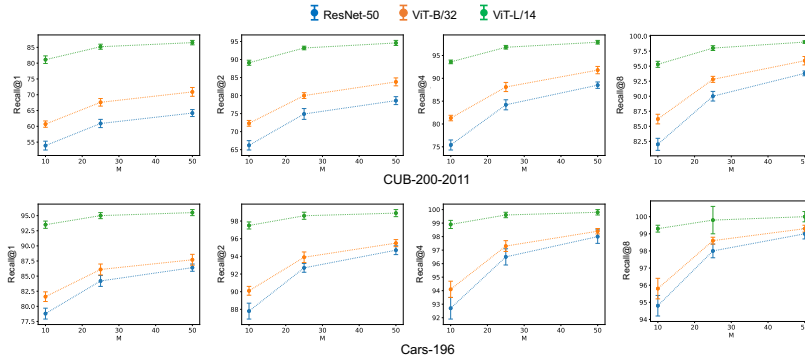 ResNet-50 ViT-B/32 ViT-L/14
Recall@1 85 80 75 70 65 60 55 10 20 30 40 50 M
Recall@2 95 90 85 80 75 70 65 10 20 30 40 50 M
Recall@4 95 90 85 80 75 10 20 30 40 50 M
Recall@8 100.0 97.5 95.0 92.5 90.0 87.5 85.0 82.5 10 20 30 40 50 M
CUB-200-2011
Recall@1 95.0 92.5 90.0 87.5 85.0 82.5 80.0 77.5 10 20 30 40 50 M
Recall@2 98 96 94 92 90 88 10 20 30 40 50 M
Recall@4 100 99 98 97 96 95 94 93 92 10 20 30 40 50 M
Recall@8 100 99 98 97 96 95 94 10 20 30 40 50 M
Cars-196